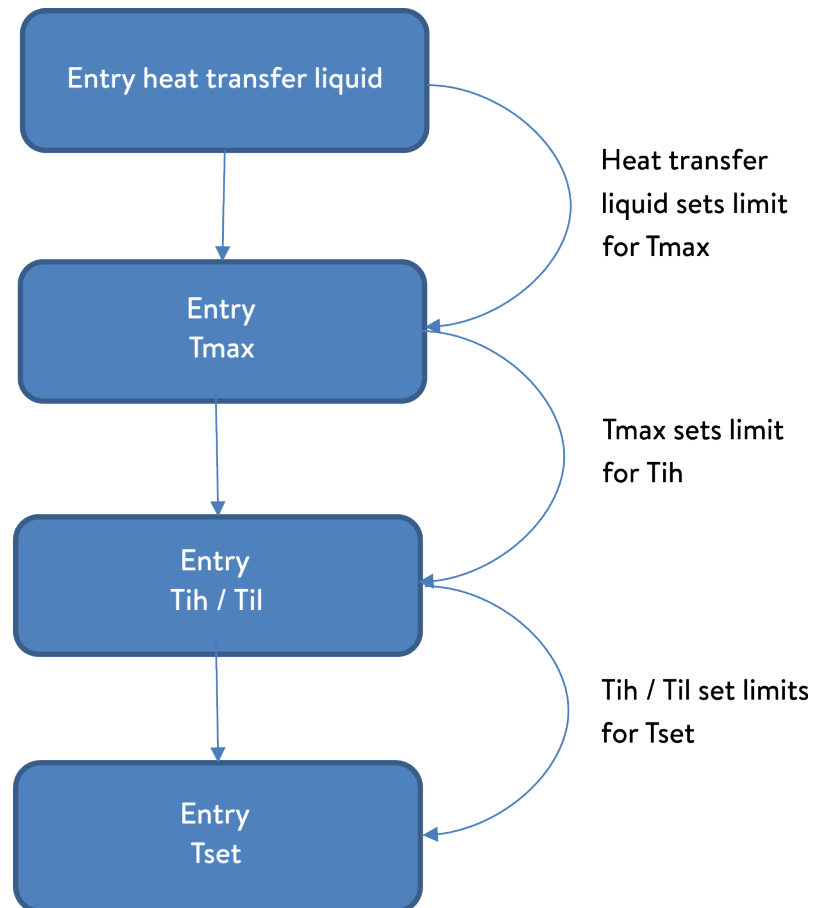 Entry heat transfer liquid
Heat transfer
liquid sets limit
for Tmax
Entry
Tmax
Tmax sets limit
for Tih
Entry
Tih / Til
Tih / Til set limits
for Tset
Entry
Tset